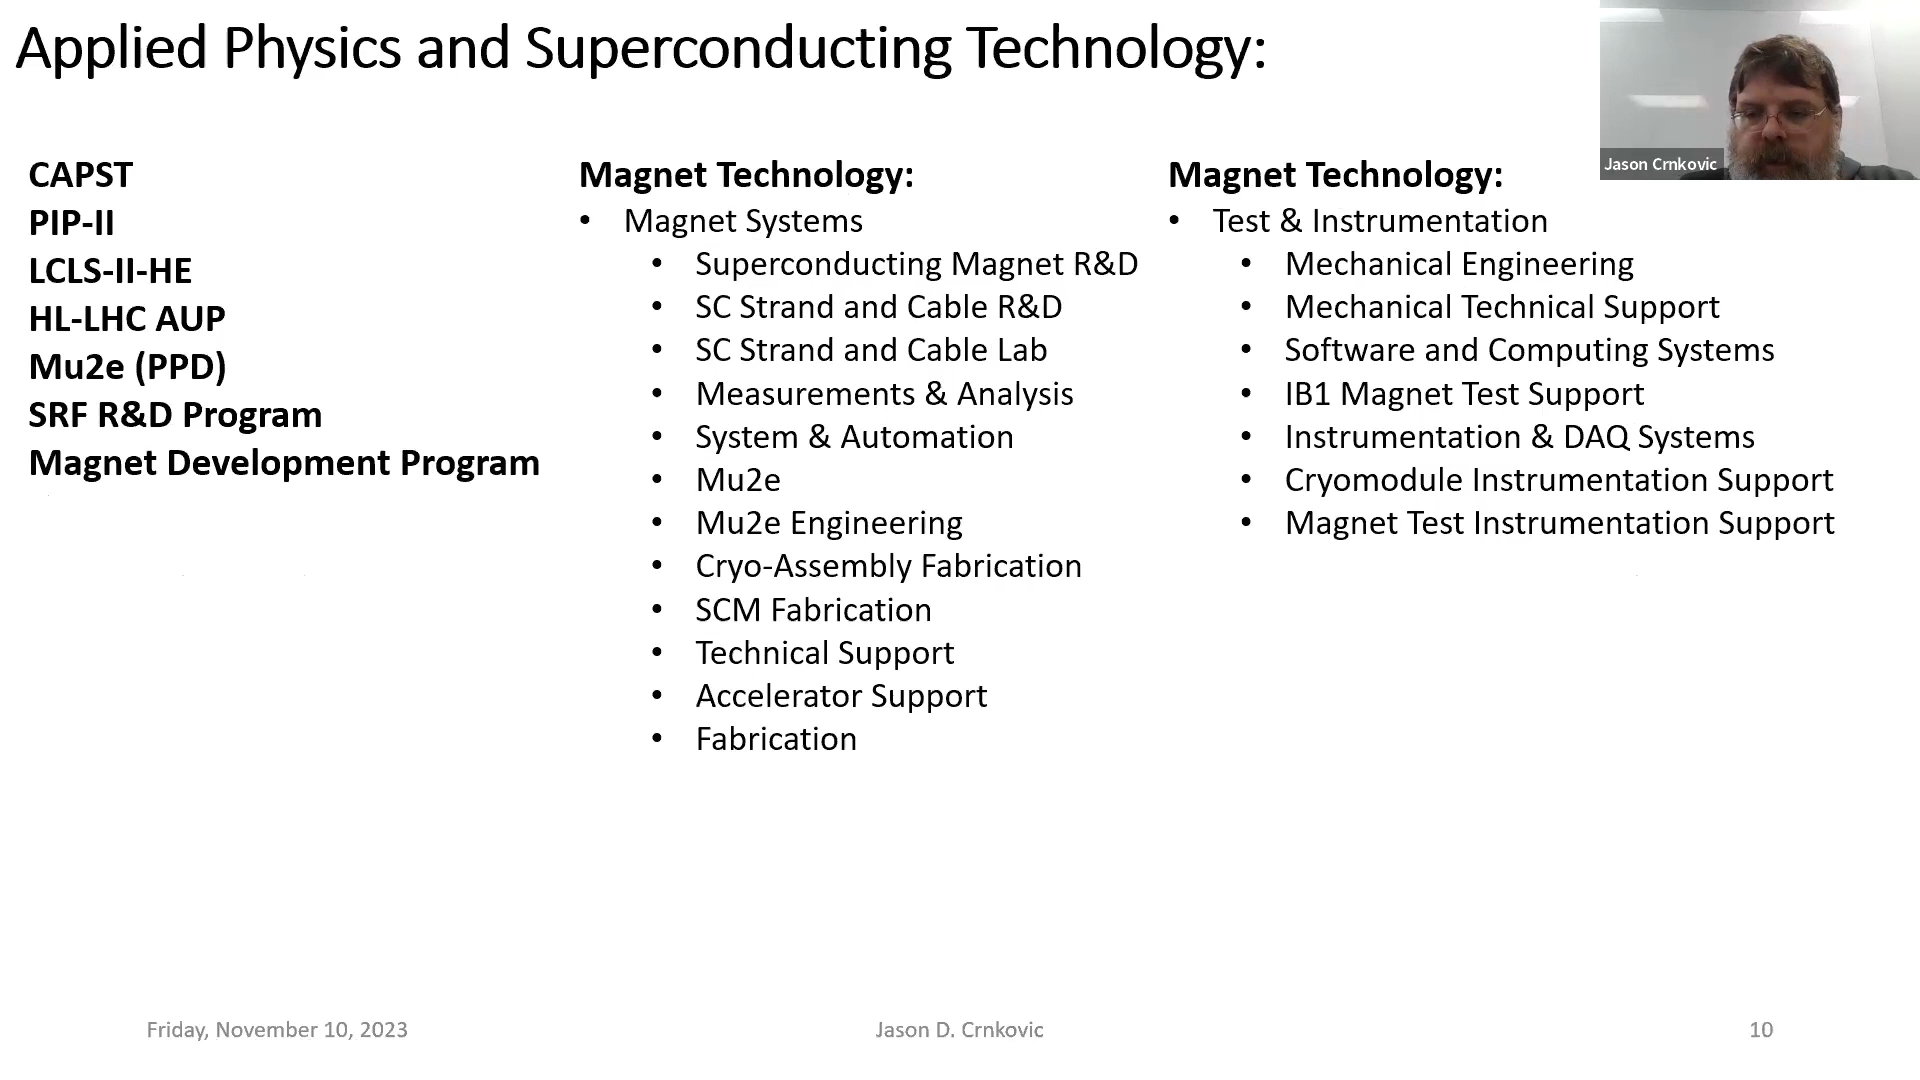 Applied Physics and Superconducting Technology:
Jason Crnkovic
CAPST
PIP-II
LCLS-II-HE
HL-LHC AUP
Mu2e (PPD)
SRF R&D Program
Magnet Development Program
Magnet Technology:
• Magnet Systems
• Superconducting Magnet R&D
• SC Strand and Cable R&D
• SC Strand and Cable Lab
• Measurements & Analysis
• System & Automation
• Mu2e
• Mu2e Engineering
• Cryo-Assembly Fabrication
• SCM Fabrication
• Technical Support
• Accelerator Support
• Fabrication
Magnet Technology:
• Test & Instrumentation
• Mechanical Engineering
• Mechanical Technical Support
• Software and Computing Systems
• IB1 Magnet Test Support
• Instrumentation & DAQ Systems
• Cryomodule Instrumentation Support
• Magnet Test Instrumentation Support
Friday, November 10, 2023
Jason D. Crnkovic
10